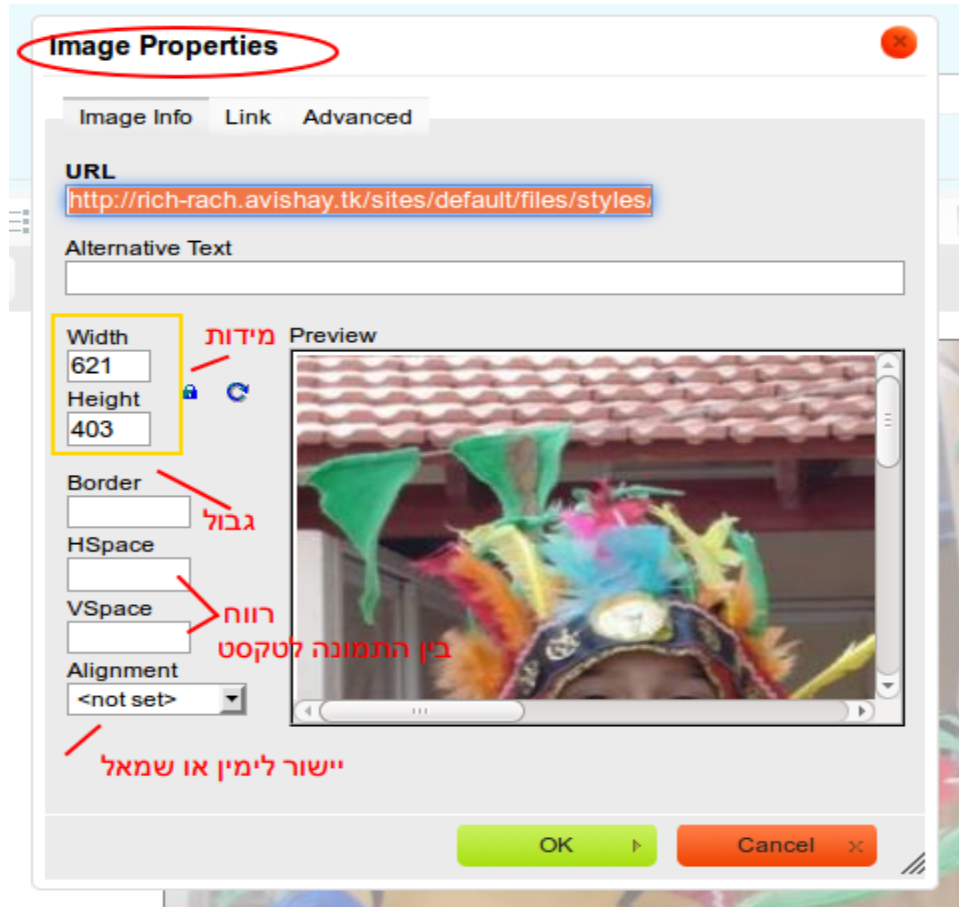 Image Properties
Image Info Link Advanced
URL
http://rich-rach.avishay.tk/sites/default/files/styles/
Alternative Text
Width
מידות
Preview
621
Height
403
Border
גבול
HSpace
VSpace
רווח
בין התמונה לטקסט
Alignment
<not set>
יישור לימין או שמאל
OK
Cancel